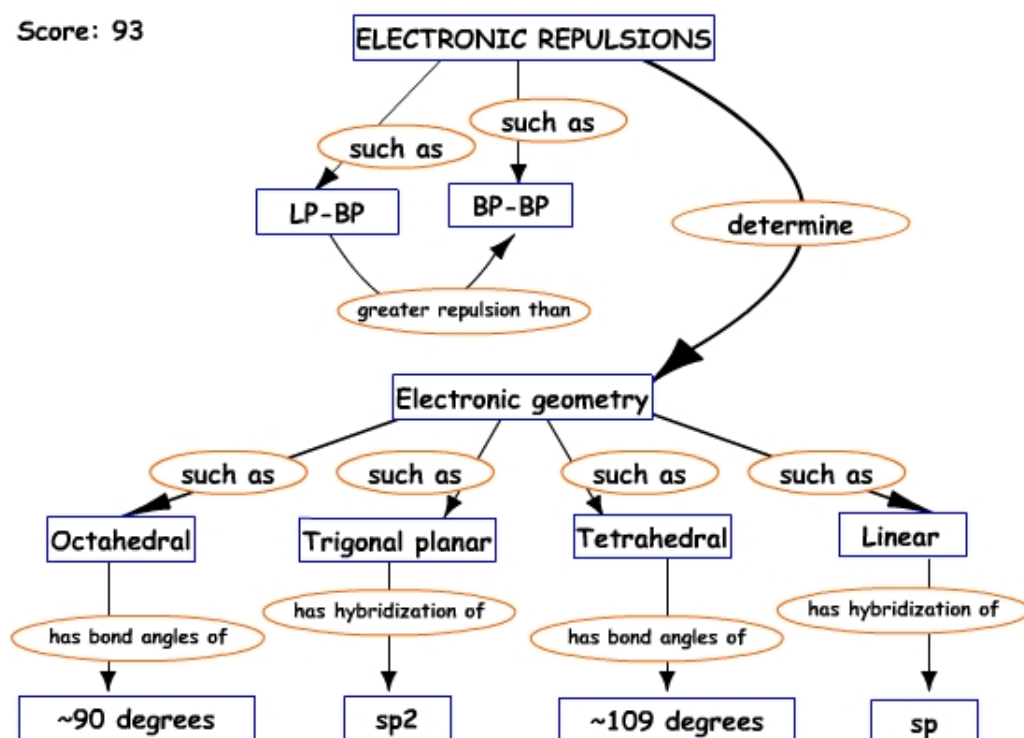 Score: 93
ELECTRONIC REPULSIONS
such as
such as
LP-BP
BP-BP
determine
greater repulsion than
Electronic geometry
such as
such as
such as
such as
Octahedral
Trigonal planar
Tetrahedral
Linear
has bond angles of
has hybridization of
has bond angles of
has hybridization of
~90 degrees
sp2
~109 degrees
sp